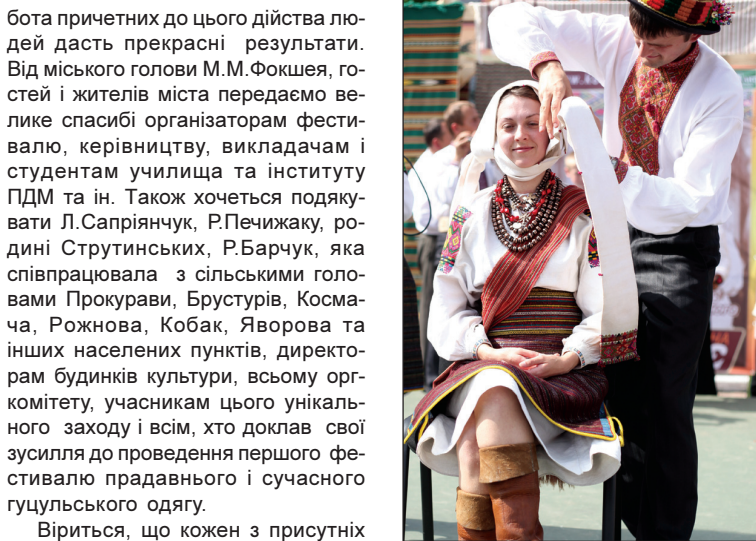 бота причетних до цього дійства лю-
дей дасть прекрасні результати.
Від міського голови М.М.Фокшея, го-
стей і жителів міста передаємо ве-
лике спасибі організаторам фести-
валю, керівництву, викладачам і
студентам училища та інституту
ПДМ та ін. Також хочеться подяку-
вати Л.Сапріянчук, Р.Печижаку, ро-
дині Струтинських, Р.Барчук, яка
співпрацювала з сільськими голо-
вами Прокурави, Брустурів, Косма-
ча, Рожнова, Кобак, Яворова та
інших населених пунктів, директо-
рам будинків культури, всьому орг-
комітету, учасникам цього унікаль-
ного заходу і всім, хто доклав свої
зусилля до проведення першого фе-
стивалю прадавнього і сучасного
гуцульського одягу.
Віриться, що кожен з присутніх